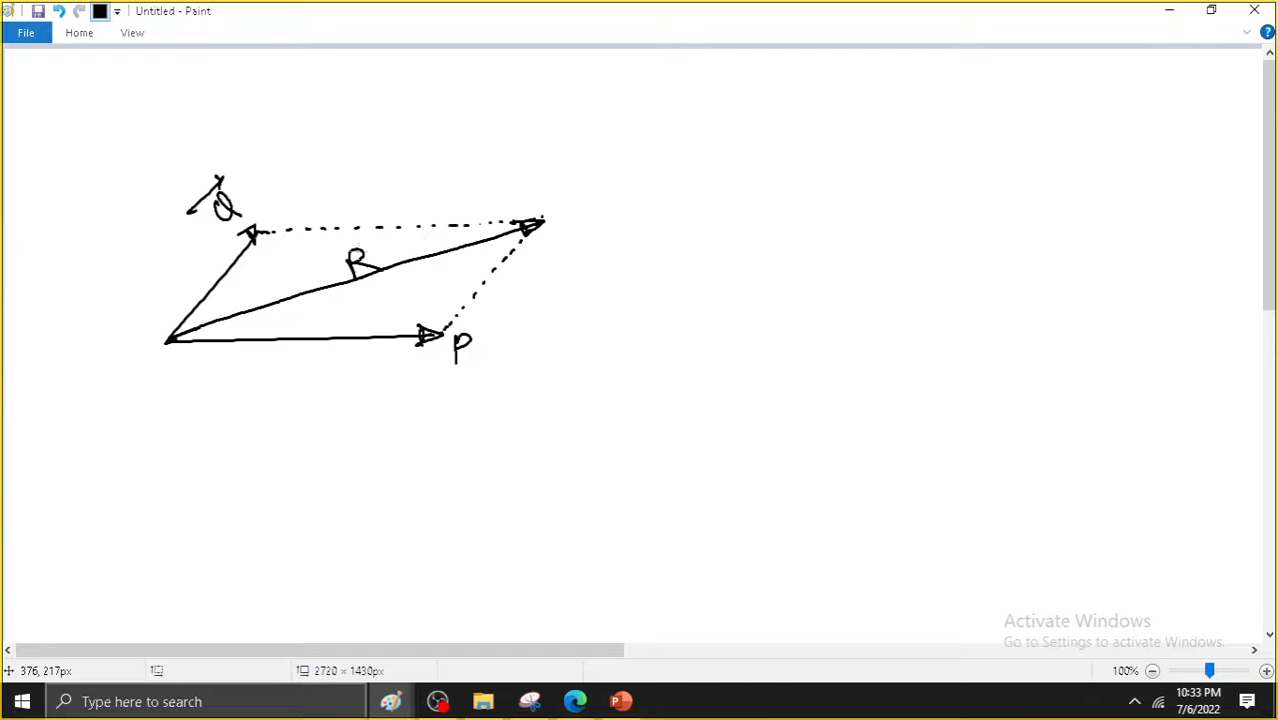 Untitled - Paint
File Home View
Q
R
P
Activate Windows
Go to Settings to activate Windows.
376, 217px
2720 × 1430px
100%
Type here to search
10:33 PM
7/6/2022